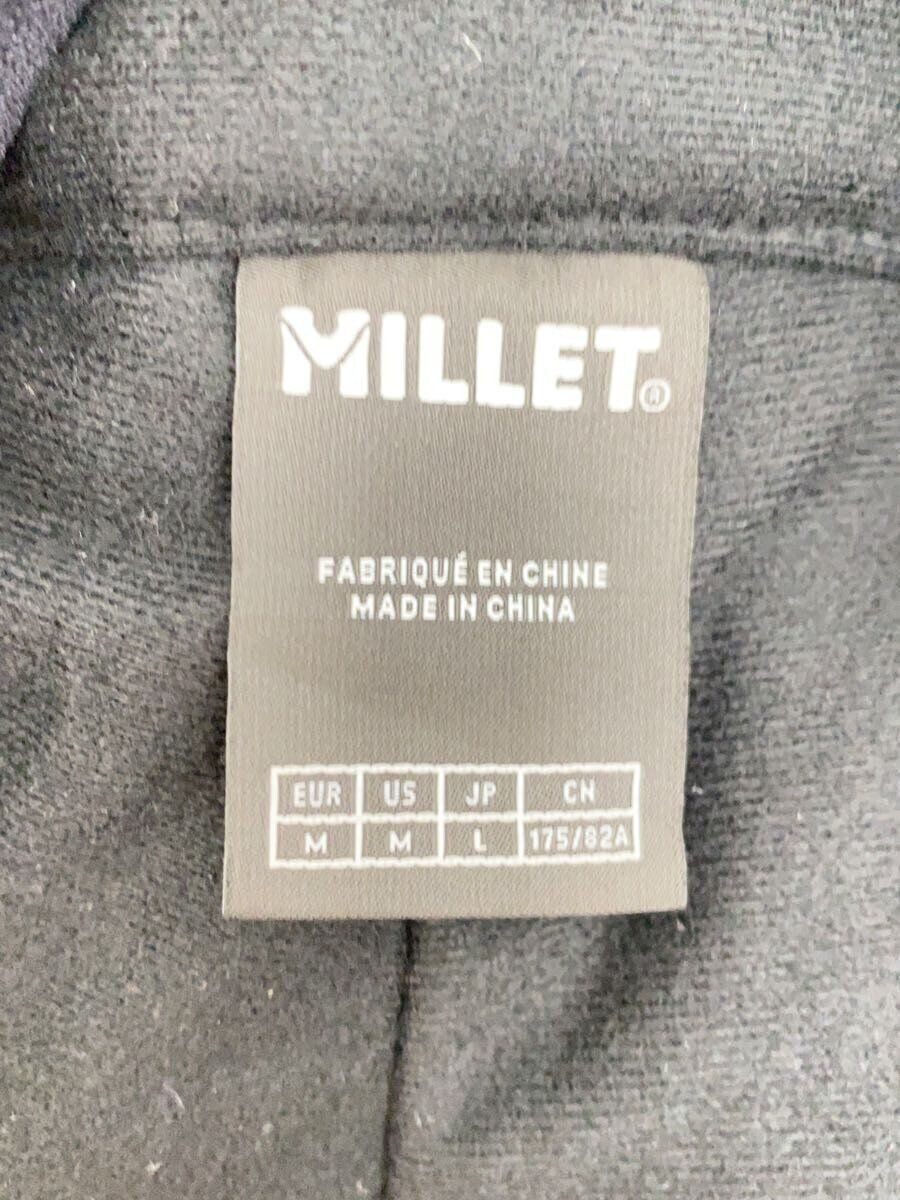 MILLET®
FABRIQUÉ EN CHINE
MADE IN CHINA
EUR US JP CN
M M L 175/82A